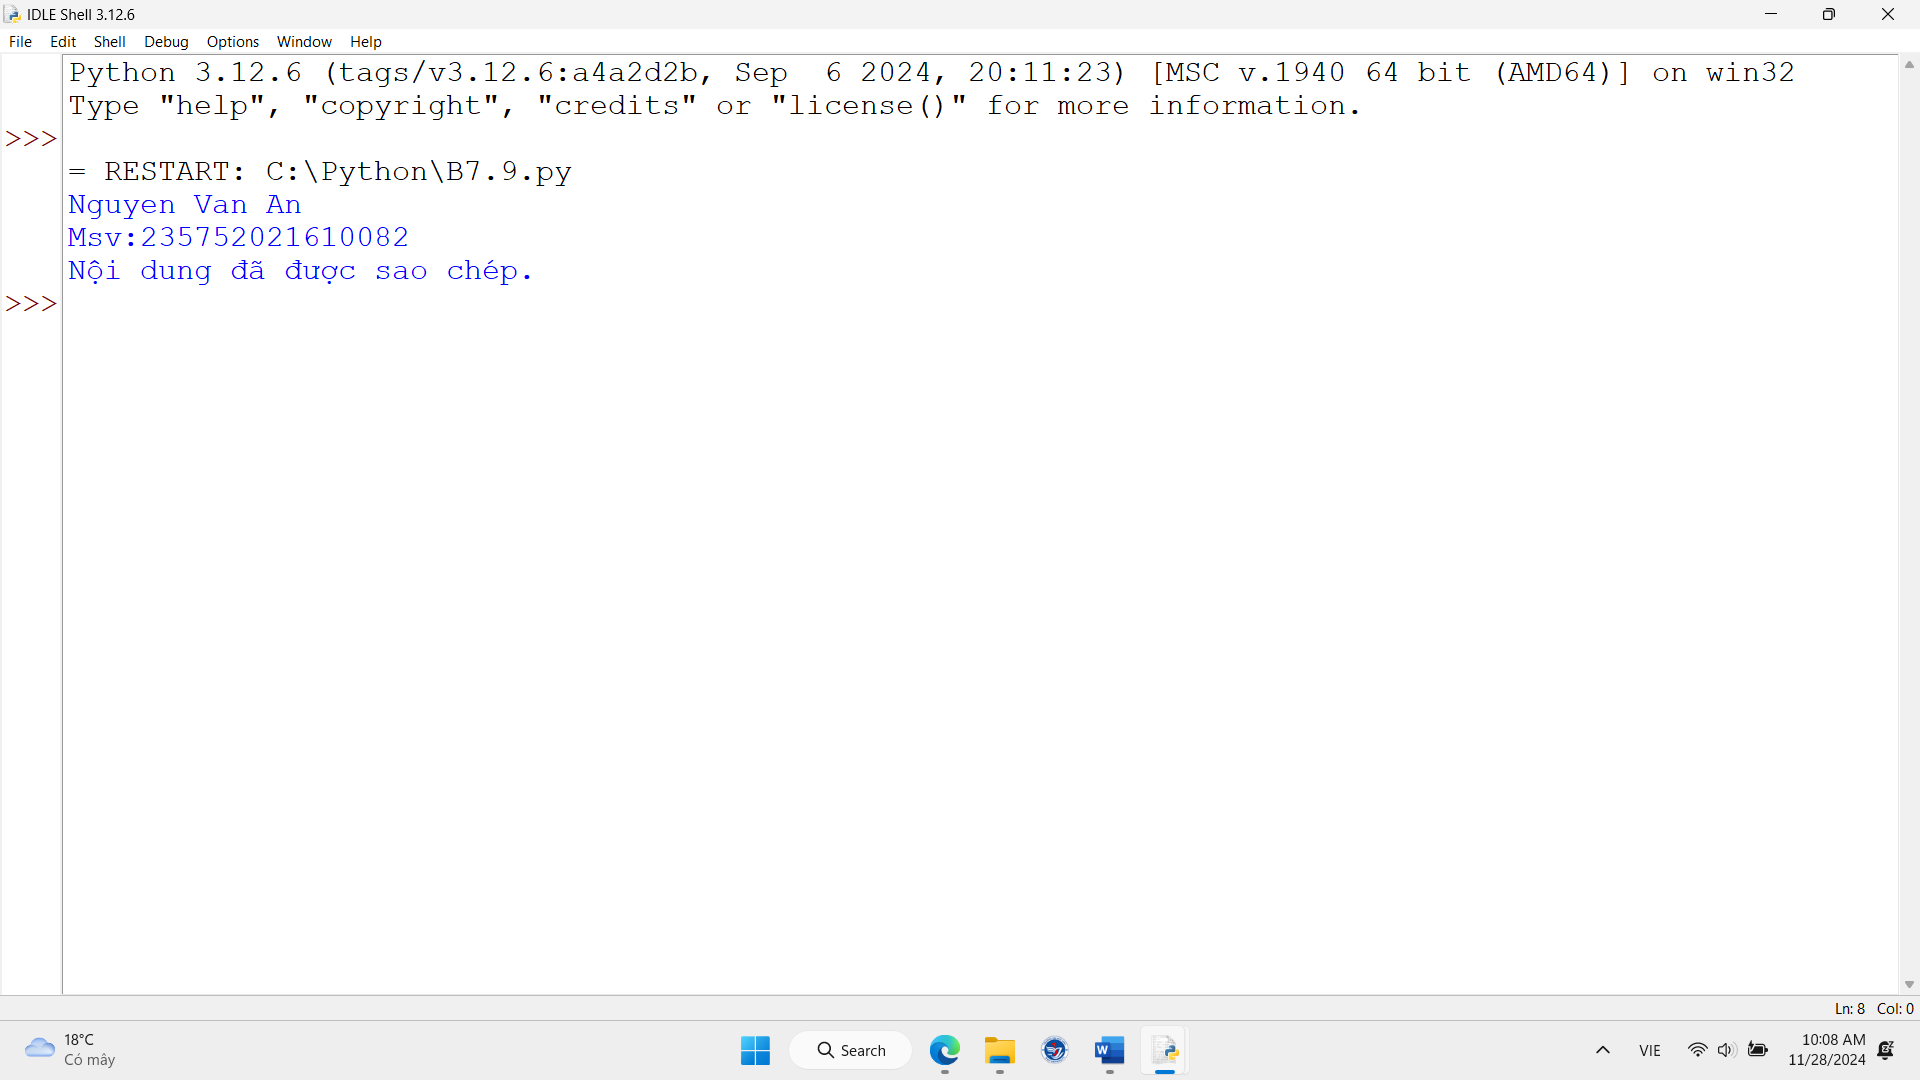 IDLE Shell 3.12.6
File Edit Shell Debug Options Window Help
Python 3.12.6 (tags/v3.12.6:a4a2d2b, Sep  6 2024, 20:11:23) [MSC v.1940 64 bit (AMD64)] on win32
Type "help", "copyright", "credits" or "license()" for more information.
>>>
= RESTART: C:\Python\B7.9.py
Nguyen Van An
Msv:235752021610082
Nội dung đã được sao chép.
>>>
Ln: 8 Col: 0
18°C
Có mây
Search
W
VIE
10:08 AM
11/28/2024